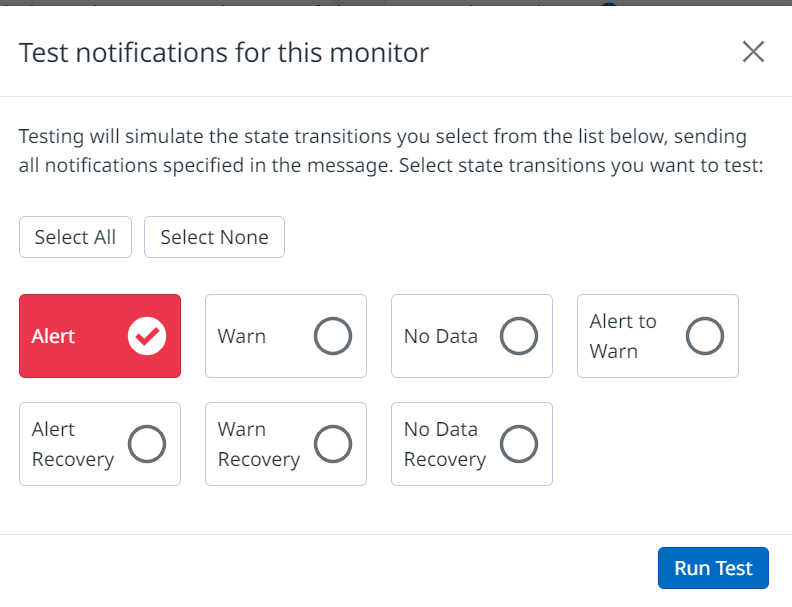 Test notifications for this monitor
Testing will simulate the state transitions you select from the list below, sending
all notifications specified in the message. Select state transitions you want to test:
Select All
Select None
Alert
Warn
No Data
Alert to
Warn
Alert
Recovery
Warn
Recovery
No Data
Recovery
Run Test